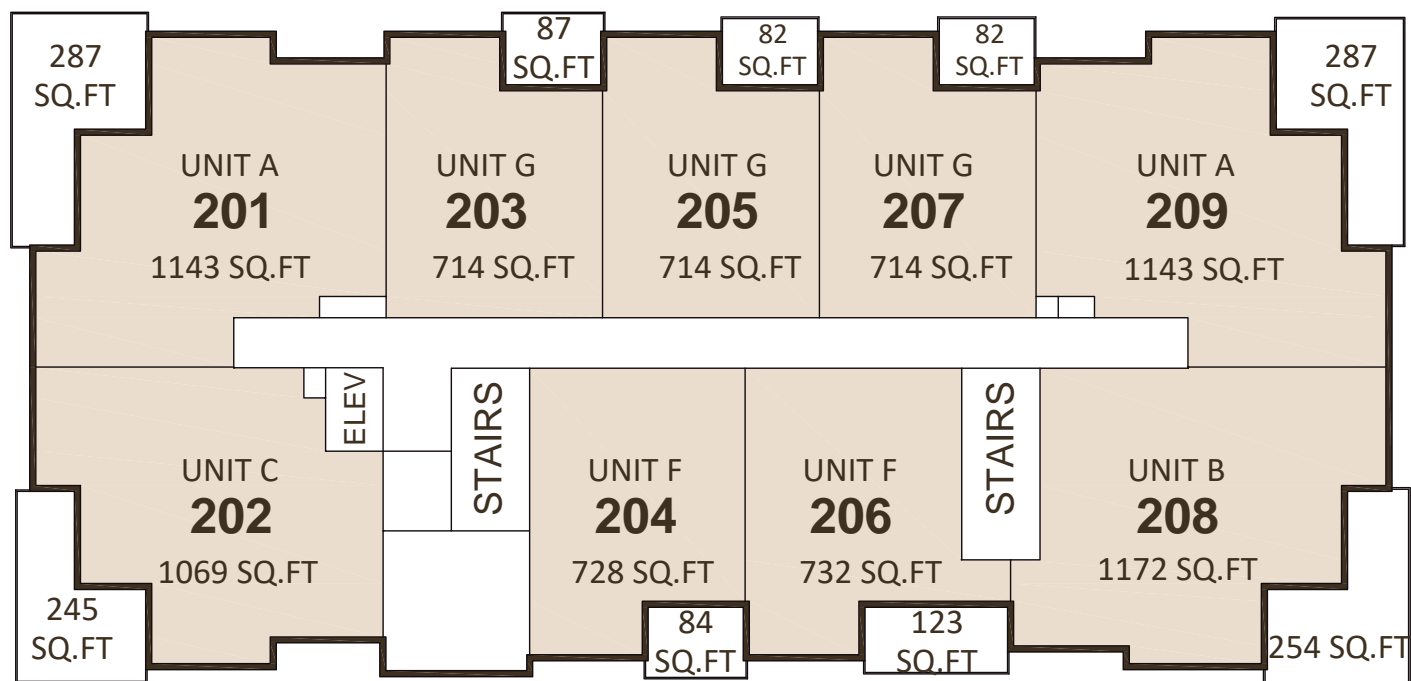 287
SQ.FT
87
SQ.FT
82
SQ.FT
82
SQ.FT
287
SQ.FT
UNIT A
201
1143 SQ.FT
UNIT G
203
714 SQ.FT
UNIT G
205
714 SQ.FT
UNIT G
207
714 SQ.FT
UNIT A
209
1143 SQ.FT
ELEV
STAIRS
STAIRS
UNIT C
202
1069 SQ.FT
UNIT F
204
728 SQ.FT
UNIT F
206
732 SQ.FT
UNIT B
208
1172 SQ.FT
245
SQ.FT
84
SQ.FT
123
SQ.FT
254 SQ.FT